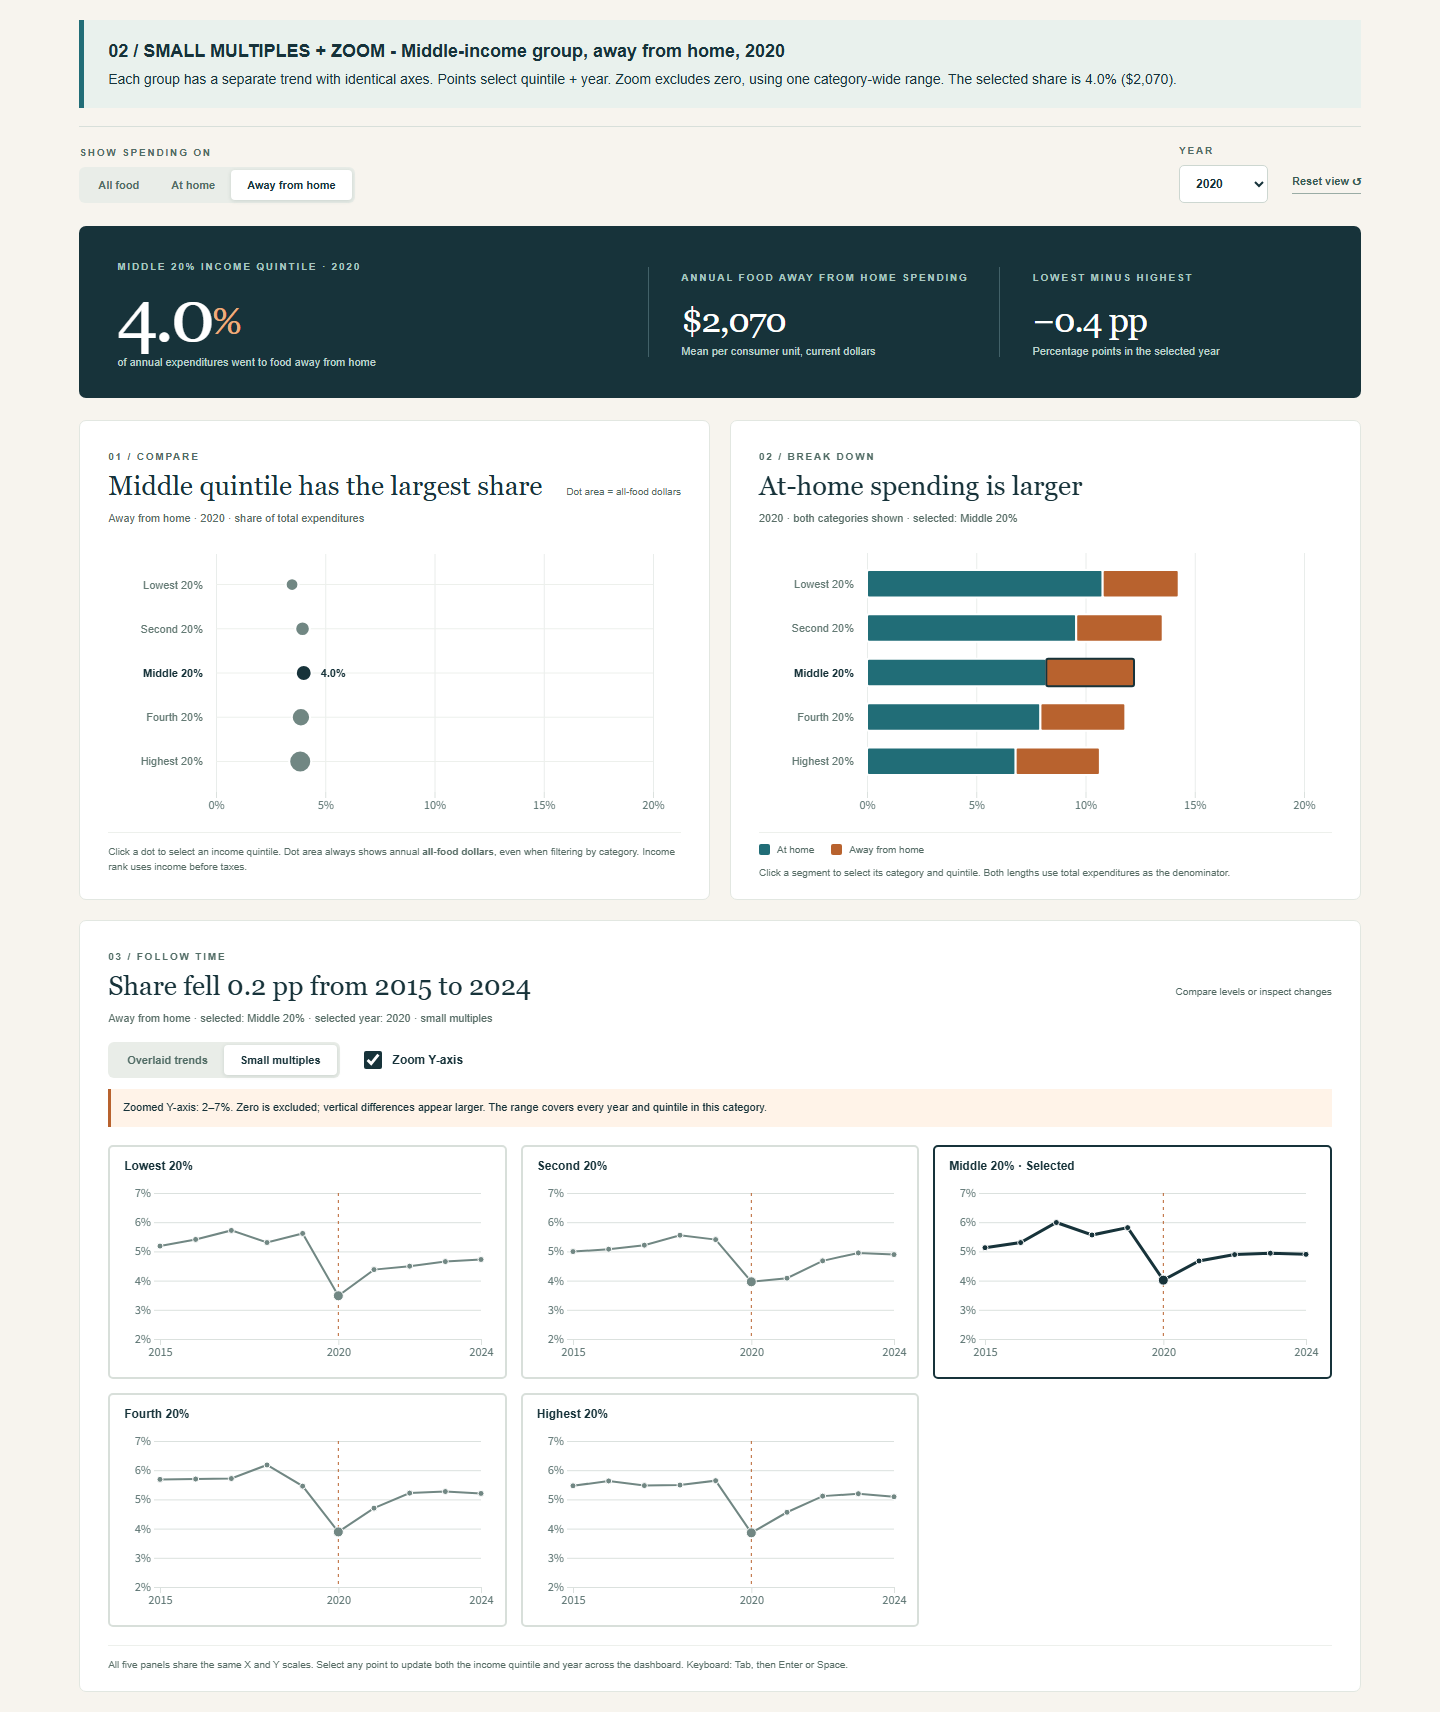 02 / SMALL MULTIPLES + ZOOM - Middle-income group, away from home, 2020
Each group has a separate trend with identical axes. Points select quintile + year. Zoom excludes zero, using one category-wide range. The selected share is 4.0% ($2,070).
SHOW SPENDING ON
All food
At home
Away from home
YEAR
2020
Reset view ↺
MIDDLE 20% INCOME QUINTILE · 2020
4.0%
of annual expenditures went to food away from home
ANNUAL FOOD AWAY FROM HOME SPENDING
$2,070
Mean per consumer unit, current dollars
LOWEST MINUS HIGHEST
−0.4 pp
Percentage points in the selected year
01 / COMPARE
Middle quintile has the largest share
Dot area = all-food dollars
Away from home · 2020 · share of total expenditures
Lowest 20%
Second 20%
Middle 20%
4.0%
Fourth 20%
Highest 20%
0%
5%
10%
15%
20%
Click a dot to select an income quintile. Dot area always shows annual all-food dollars, even when filtering by category. Income
rank uses income before taxes.
02 / BREAK DOWN
At-home spending is larger
2020 · both categories shown · selected: Middle 20%
Lowest 20%
Second 20%
Middle 20%
Fourth 20%
Highest 20%
0%
5%
10%
15%
20%
At home
Away from home
Click a segment to select its category and quintile. Both lengths use total expenditures as the denominator.
03 / FOLLOW TIME
Share fell 0.2 pp from 2015 to 2024
Compare levels or inspect changes
Away from home · selected: Middle 20% · selected year: 2020 · small multiples
Overlaid trends
Small multiples
Zoom Y-axis
Zoomed Y-axis: 2–7%. Zero is excluded; vertical differences appear larger. The range covers every year and quintile in this category.
Lowest 20%
7%
6%
5%
4%
3%
2%
2015
2020
2024
Second 20%
7%
6%
5%
4%
3%
2%
2015
2020
2024
Middle 20% · Selected
7%
6%
5%
4%
3%
2%
2015
2020
2024
Fourth 20%
7%
6%
5%
4%
3%
2%
2015
2020
2024
Highest 20%
7%
6%
5%
4%
3%
2%
2015
2020
2024
All five panels share the same X and Y scales. Select any point to update both the income quintile and year across the dashboard. Keyboard: Tab, then Enter or Space.